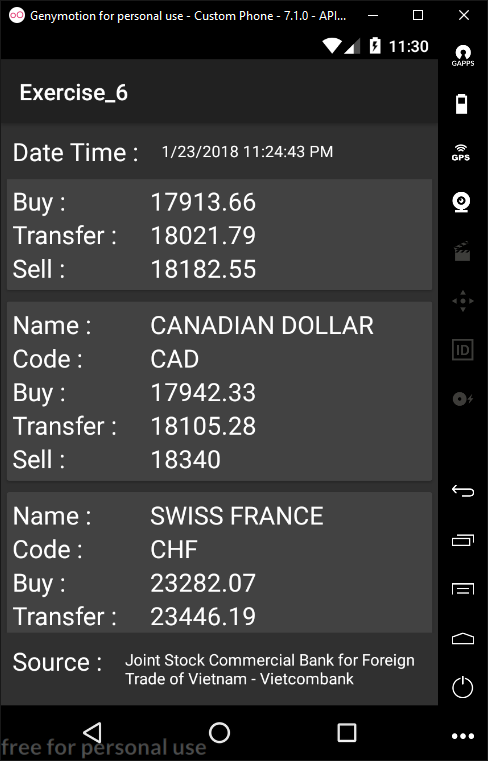 Genymotion for personal use - Custom Phone - 7.1.0 - API...
11:30
GAPPS
Exercise_6
GPS
Date Time : 1/23/2018 11:24:43 PM
Buy : 17913.66
Transfer : 18021.79
Sell : 18182.55
Name : CANADIAN DOLLAR
Code : CAD
Buy : 17942.33
Transfer : 18105.28
Sell : 18340
ID
Name : SWISS FRANCE
Code : CHF
Buy : 23282.07
Transfer : 23446.19
Source : Joint Stock Commercial Bank for Foreign
Trade of Vietnam - Vietcombank
free for personal use